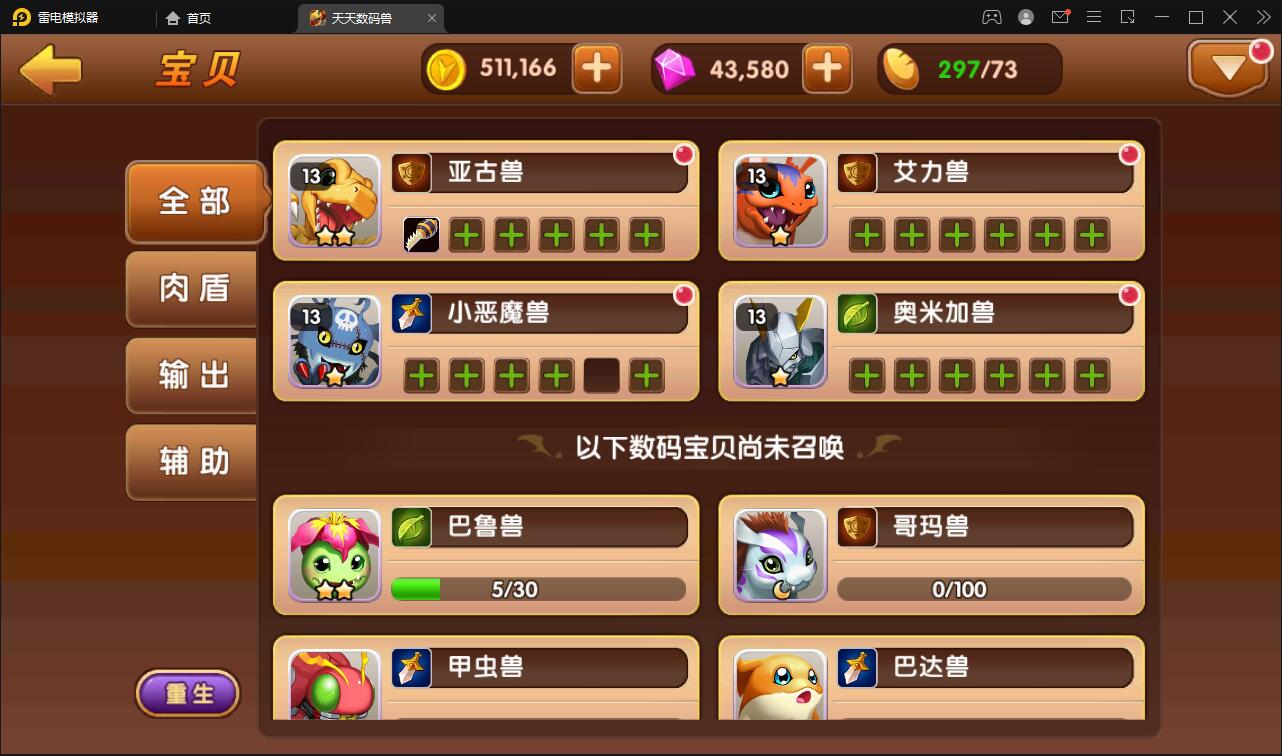 雷电模拟器 首页 天天数码兽
宝贝 511,166 43,580 297/73
全部
肉盾
输出
辅助
重生
13 亚古兽
13 艾力兽
13 小恶魔兽
13 奥米加兽
以下数码宝贝尚未召唤
巴鲁兽
5/30
哥玛兽
0/100
甲虫兽
巴达兽